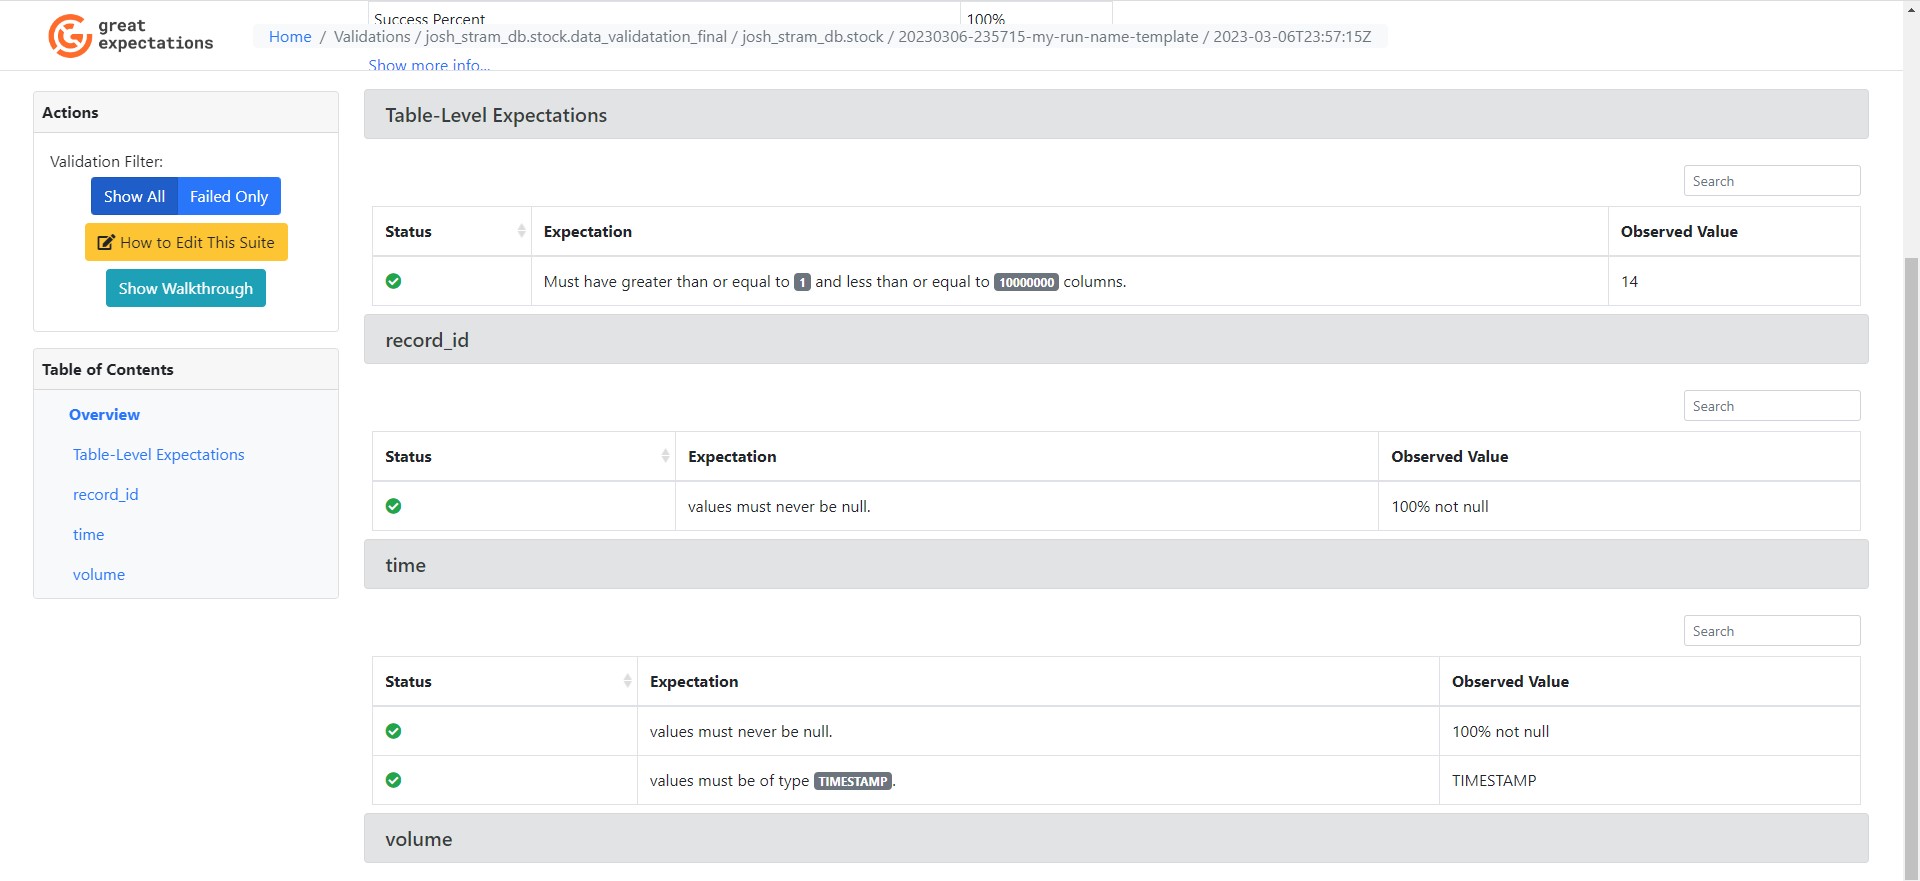 Success Percent 100%
great
expectations
Home / Validations / josh_stram_db.stock.data_validatation_final / josh_stram_db.stock / 20230306-235715-my-run-name-template / 2023-03-06T23:57:15Z
Show more info...
Actions
Validation Filter:
Show All Failed Only
How to Edit This Suite
Show Walkthrough
Table of Contents
Overview
Table-Level Expectations
record_id
time
volume
Table-Level Expectations
Search
Status Expectation Observed Value
Must have greater than or equal to 1 and less than or equal to 10000000 columns. 14
record_id
Search
Status Expectation Observed Value
values must never be null. 100% not null
time
Search
Status Expectation Observed Value
values must never be null. 100% not null
values must be of type TIMESTAMP. TIMESTAMP
volume